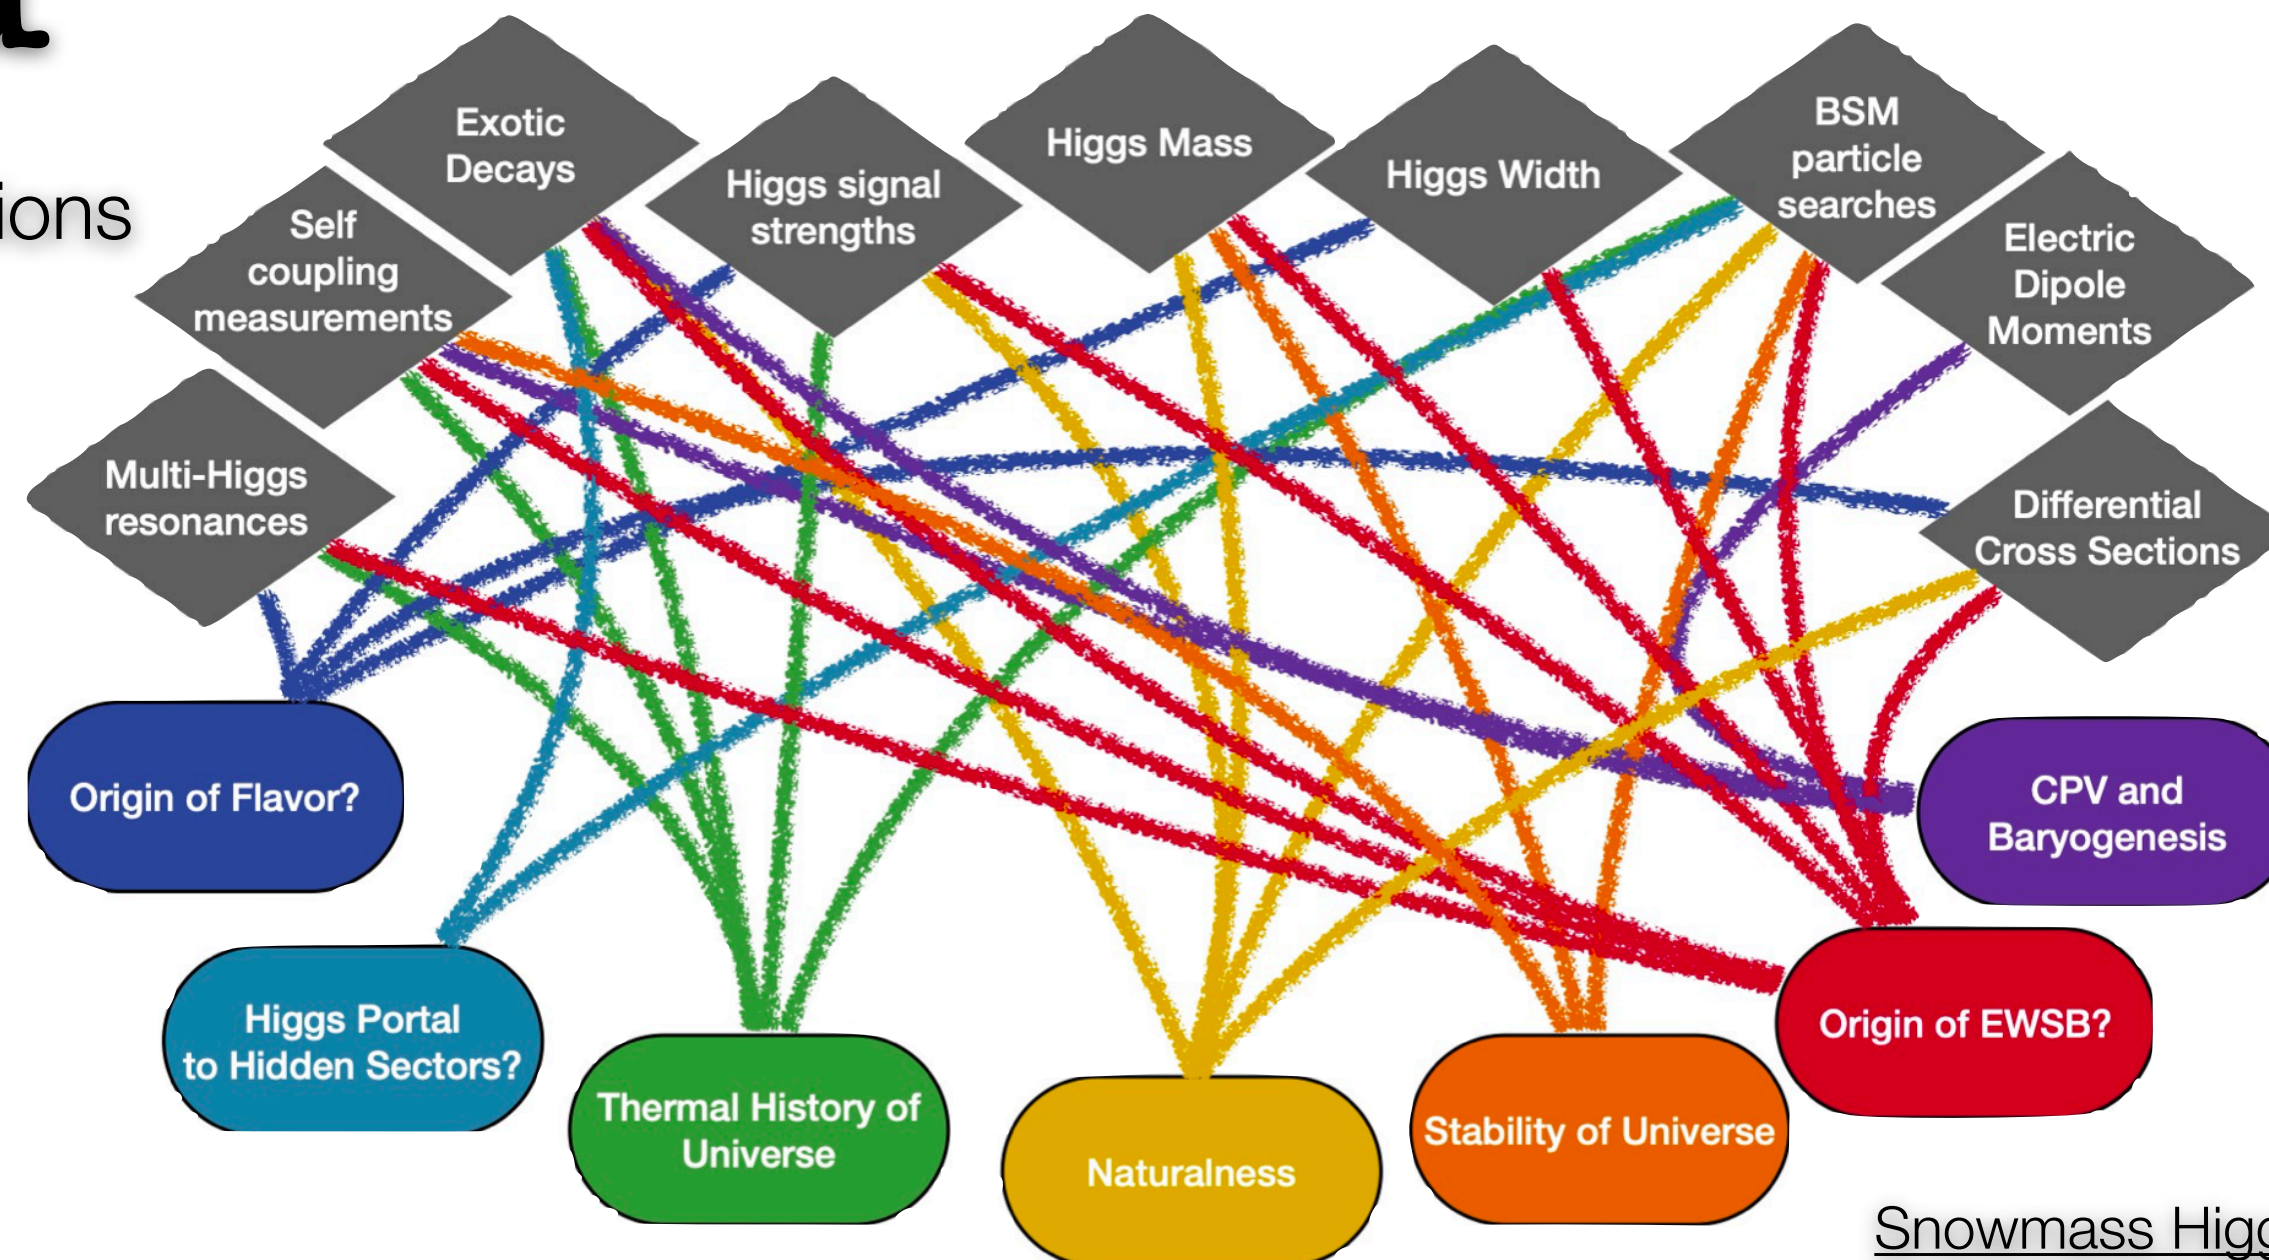 Exotic
Decays
Higgs signal
strengths
Higgs Mass
Higgs Width
BSM
particle
searches
Self
coupling
measurements
Electric
Dipole
Moments
Multi-Higgs
resonances
Differential
Cross Sections
Origin of Flavor?
CPV and
Baryogenesis
Higgs Portal
to Hidden Sectors?
Origin of EWSB?
Thermal History of
Universe
Naturalness
Stability of Universe
Snowmass